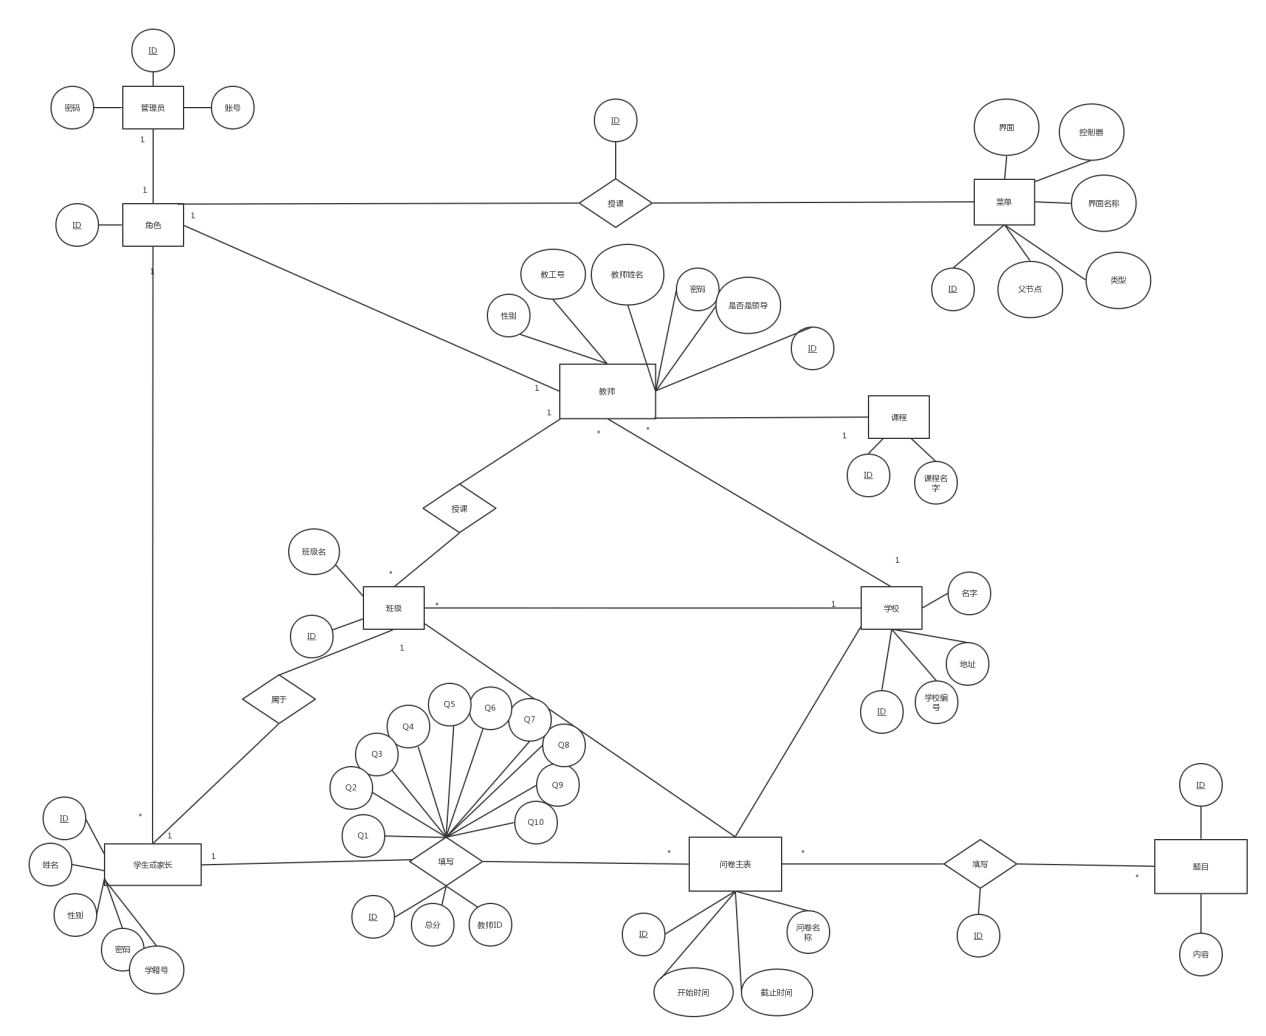 ID
密码
管理员
账号
1
1
ID
角色
1
1
ID
授课
界面
控制器
菜单
界面名称
ID
父节点
类型
性别
教工号
教师姓名
密码
是否是领导
ID
教师
1
1
*
*
1
课程
ID
课程名
字
授课
*
班级名
班级
ID
1
*
1
1
学校
名字
地址
学校编
号
ID
属于
Q1
Q2
Q3
Q4
Q5
Q6
Q7
Q8
Q9
Q10
*
1
1
ID
姓名
性别
密码
学籍号
学生或家长
填写
ID
总分
教师ID
*
问卷主表
*
ID
开始时间
截止时间
问卷名
称
填写
ID
*
ID
题目
内容